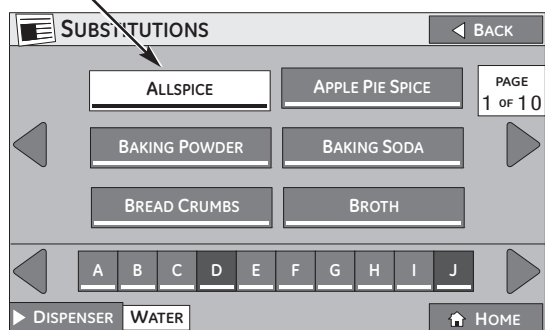 SUBSTITUTIONS BACK
ALLSPICE APPLE PIE SPICE PAGE
1 OF 10
BAKING POWDER BAKING SODA
BREAD CRUMBS BROTH
A B C D E F G H I J
DISPENSER WATER HOME